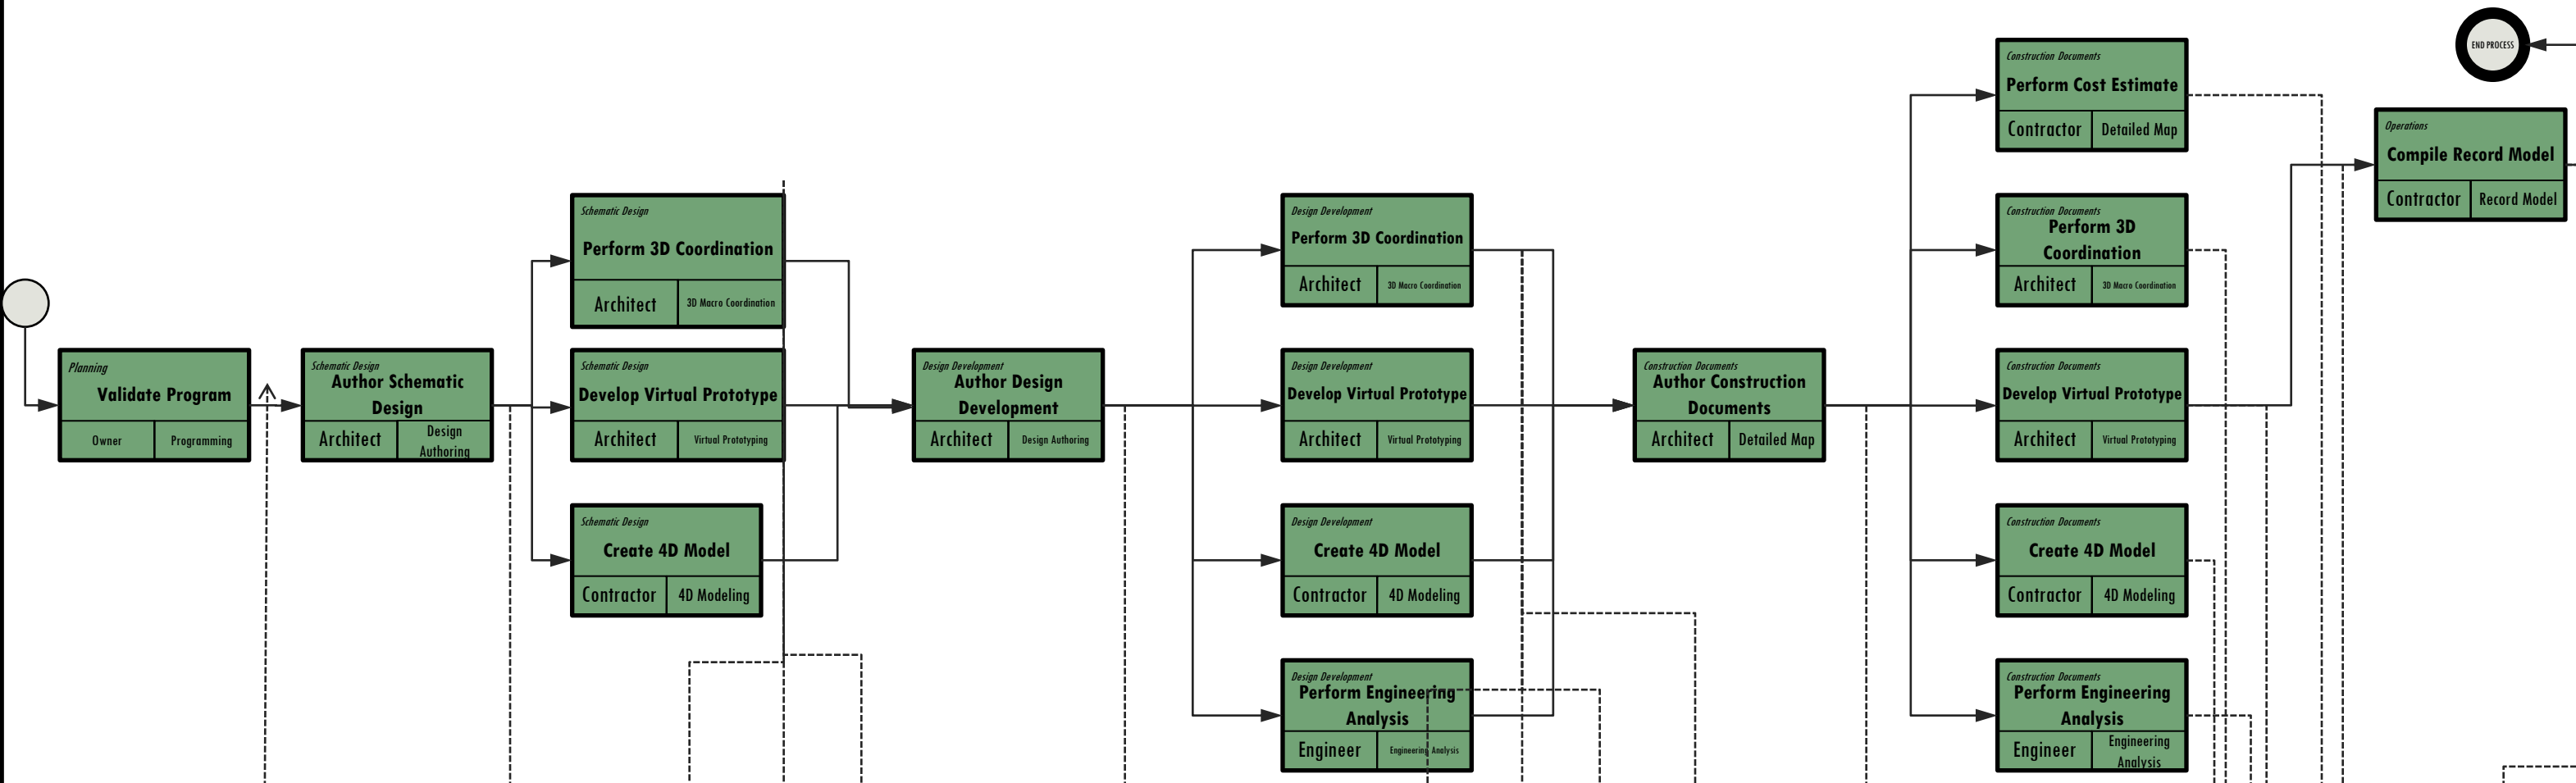 END PROCESS
Construction Documents
Perform Cost Estimate
Contractor
Detailed Map
Operations
Compile Record Model
Contractor
Record Model
Schematic Design
Perform 3D Coordination
Architect
3D Macro Coordination
Design Development
Perform 3D Coordination
Architect
3D Macro Coordination
Construction Documents
Perform 3D
Coordination
Architect
3D Macro Coordination
Planning
Validate Program
Owner
Programming
Schematic Design
Author Schematic
Design
Architect
Design
Authoring
Schematic Design
Develop Virtual Prototype
Architect
Virtual Prototyping
Design Development
Author Design
Development
Architect
Design Authoring
Design Development
Develop Virtual Prototype
Architect
Virtual Prototyping
Construction Documents
Author Construction
Documents
Architect
Detailed Map
Construction Documents
Develop Virtual Prototype
Architect
Virtual Prototyping
Schematic Design
Create 4D Model
Contractor
4D Modeling
Design Development
Create 4D Model
Contractor
4D Modeling
Construction Documents
Create 4D Model
Contractor
4D Modeling
Design Development
Perform Engineering
Analysis
Engineer
Engineering Analysis
Construction Documents
Perform Engineering
Analysis
Engineer
Engineering
Analysis